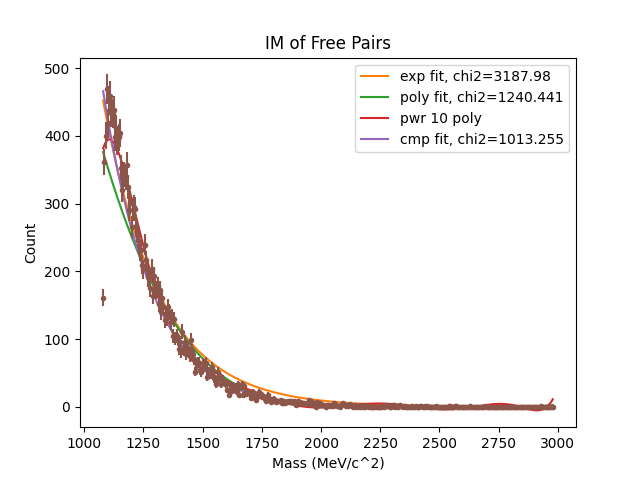 IM of Free Pairs
exp fit, chi2=3187.98
poly fit, chi2=1240.441
pwr 10 poly
cmp fit, chi2=1013.255
500
400
300
200
100
0
Count
1000 1250 1500 1750 2000 2250 2500 2750 3000
Mass (MeV/c^2)